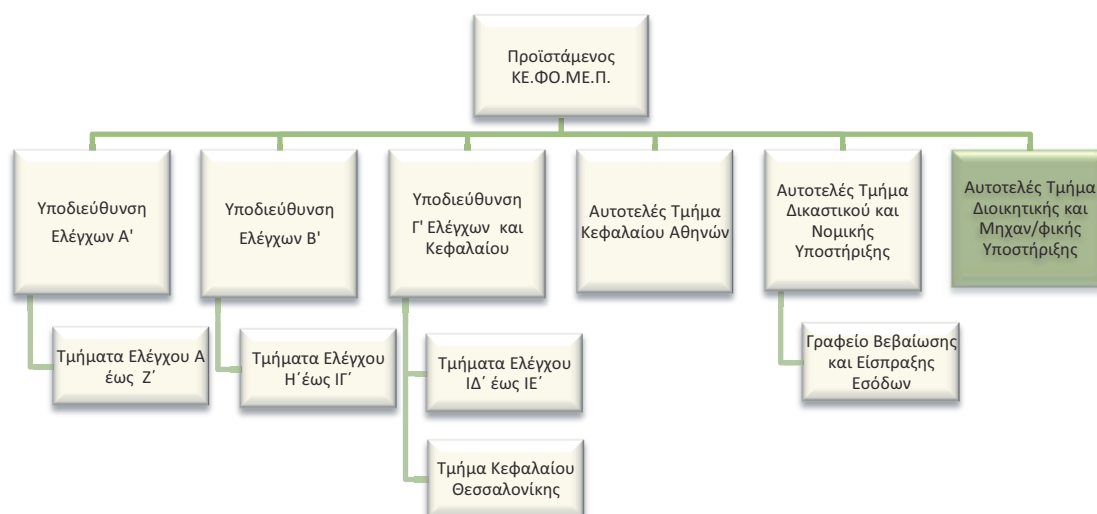 Προϊστάμενος
ΚΕ.ΦΟ.ΜΕ.Π.
Υποδιεύθυνση
Ελέγχων Α'
Υποδιεύθυνση
Ελέγχων Β'
Υποδιεύθυνση
Γ' Ελέγχων και
Κεφαλαίου
Αυτοτελές Τμήμα
Κεφαλαίου Αθηνών
Αυτοτελές Τμήμα
Δικαστικού και
Νομικής
Υποστήριξης
Αυτοτελές Τμήμα
Διοικητικής και
Μηχαν/φικής
Υποστήριξης
Τμήματα Ελέγχου Α
έως Ζ΄
Τμήματα Ελέγχου
Η΄έως ΙΓ΄
Τμήματα Ελέγχου
ΙΔ΄ έως ΙΕ΄
Τμήμα Κεφαλαίου
Θεσσαλονίκης
Γραφείο Βεβαίωσης
και Είσπραξης
Εσόδων